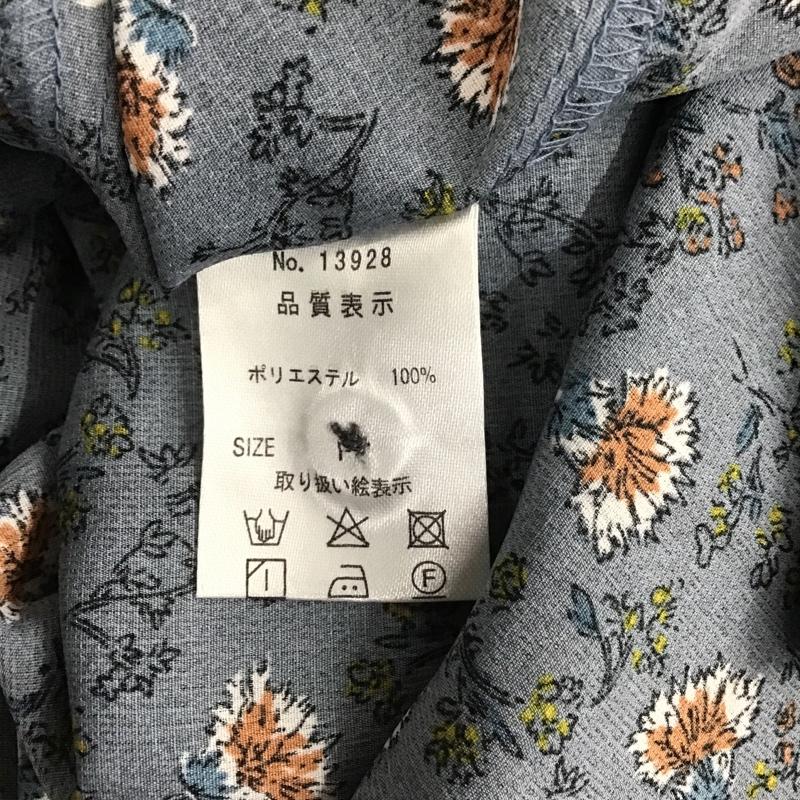 No. 13928
品質表示
ポリエステル 100%
SIZE
取り扱い絵表示
F